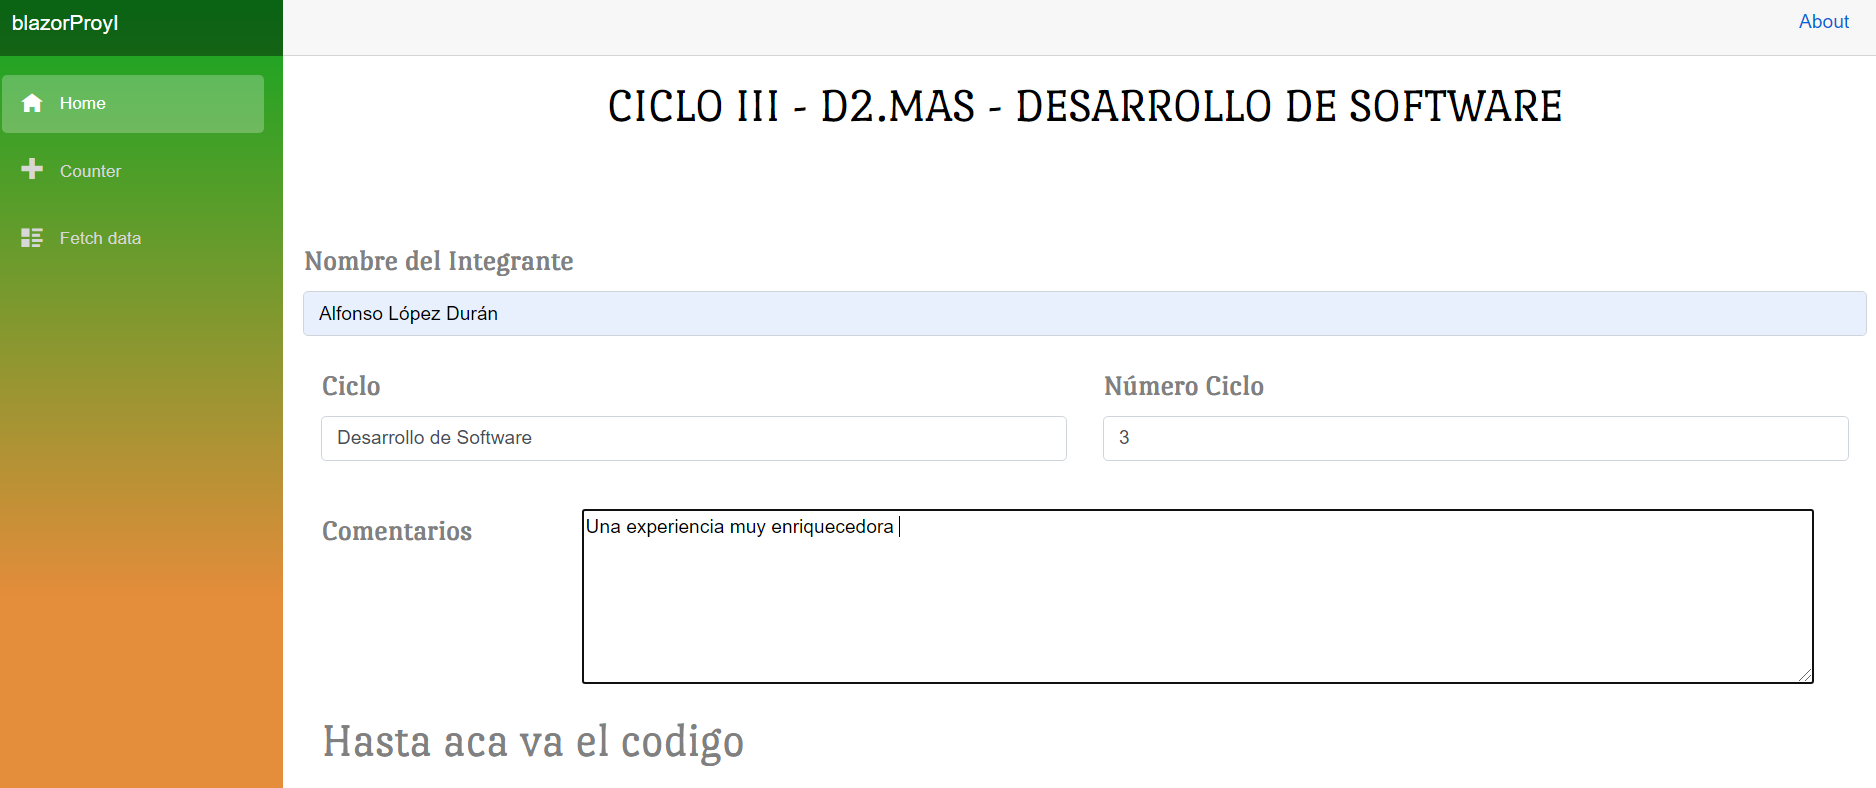 blazorProyI
About
Home
Counter
Fetch data
CICLO III - D2.MAS - DESARROLLO DE SOFTWARE
Nombre del Integrante
Alfonso López Durán
Ciclo
Número Ciclo
Desarrollo de Software
3
Comentarios
Una experiencia muy enriquecedora
Hasta aca va el codigo